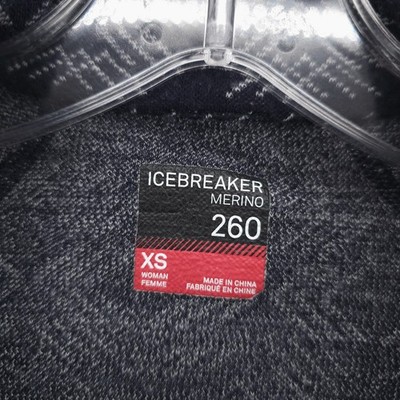 ICEBREAKER
MERINO
260
XS
WOMAN
FEMME
MADE IN CHINA
FABRIQUÉ EN CHINE